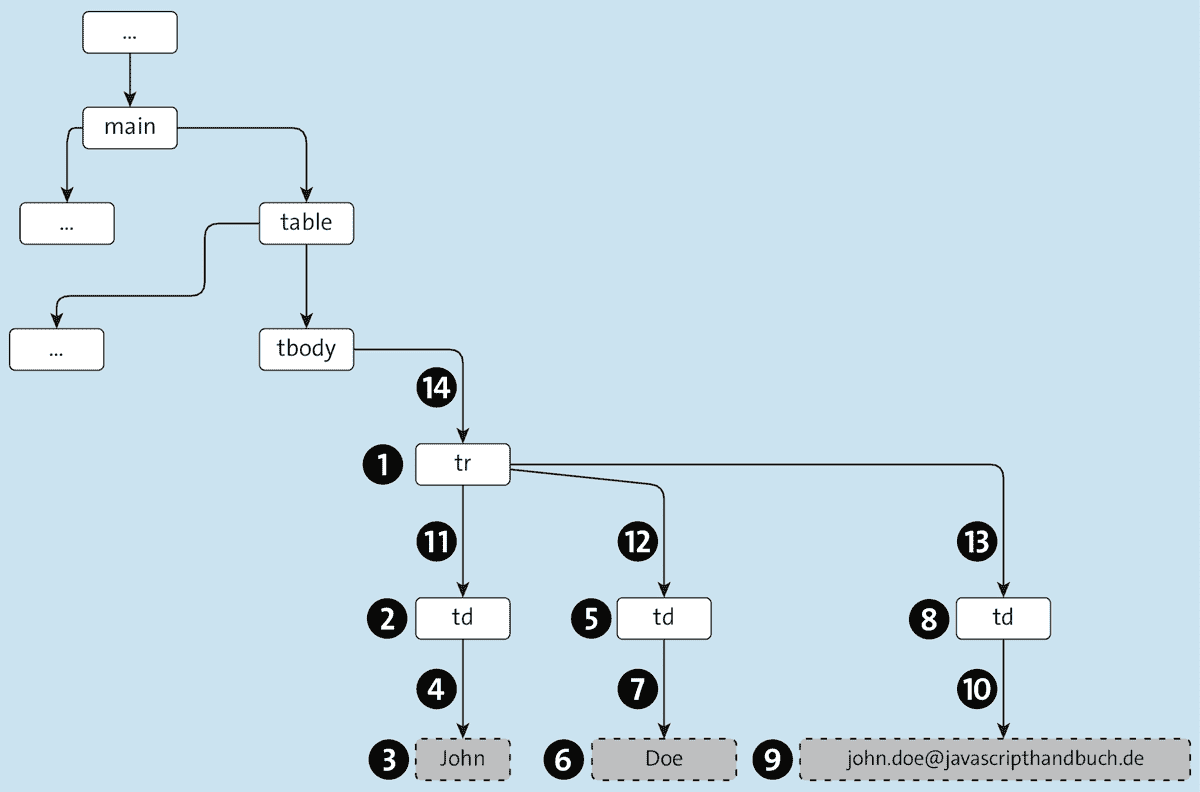 ...
main
...
table
...
tbody
14
1 tr
11 12 13
2 td 5 td 8 td
4 7 10
3 John 6 Doe 9 john.doe@javascripthandbuch.de